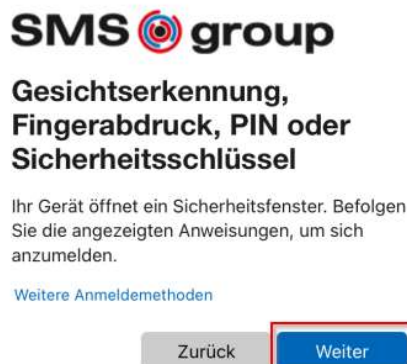 SMS group
Gesichtserkennung,
Fingerabdruck, PIN oder
Sicherheitsschlüssel
Ihr Gerät öffnet ein Sicherheitsfenster. Befolgen
Sie die angezeigten Anweisungen, um sich
anzumelden.
Weitere Anmeldemethoden
Zurück Weiter